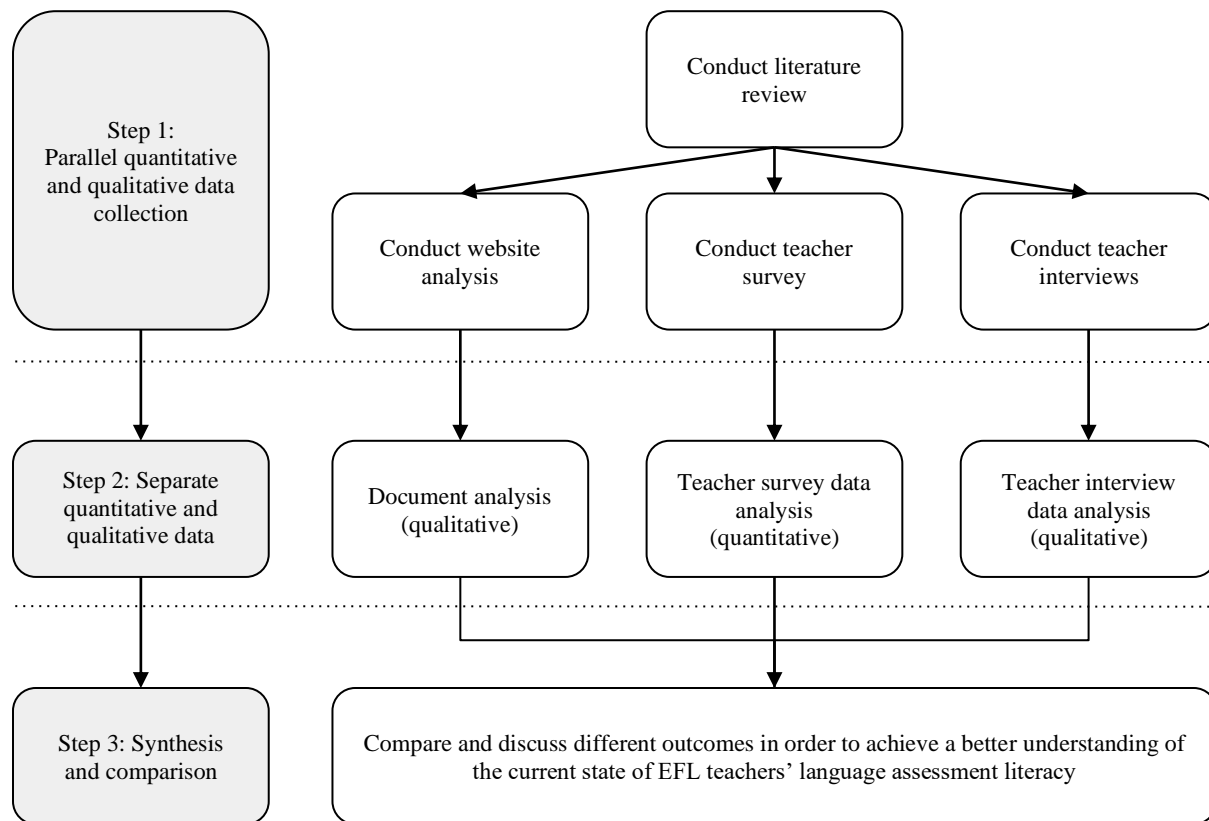 Step 1:
Parallel quantitative
and qualitative data
collection
Conduct literature
review
Conduct website
analysis
Conduct teacher
survey
Conduct teacher
interviews
Step 2: Separate
quantitative and
qualitative data
Document analysis
(qualitative)
Teacher survey data
analysis
(quantitative)
Teacher interview
data analysis
(qualitative)
Step 3: Synthesis
and comparison
Compare and discuss different outcomes in order to achieve a better understanding of
the current state of EFL teachers’ language assessment literacy